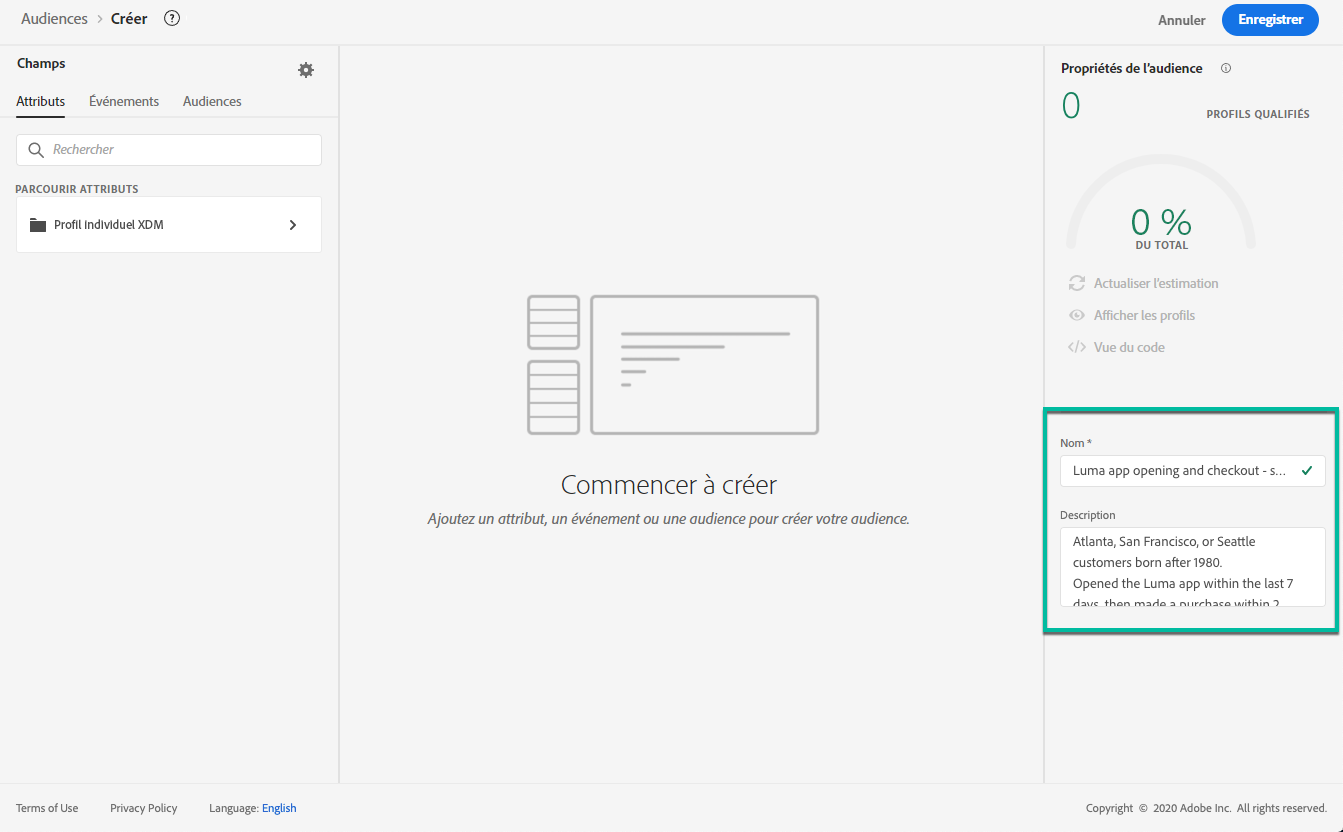 Audiences > Créer ?
Annuler
Enregistrer
Champs
Attributs Événements Audiences
Rechercher
PARCOURIR ATTRIBUTS
Profil individuel XDM
Commencer à créer
Ajoutez un attribut, un événement ou une audience pour créer votre audience.
Propriétés de l'audience
0
PROFILS QUALIFIÉS
0 %
DU TOTAL
Actualiser l'estimation
Afficher les profils
Vue du code
Nom *
Luma app opening and checkout - s...
Description
Atlanta, San Francisco, or Seattle
customers born after 1980.
Opened the Luma app within the last 7
days, then made a purchase within 2
Terms of Use Privacy Policy Language: English
Copyright © 2020 Adobe Inc. All rights reserved.